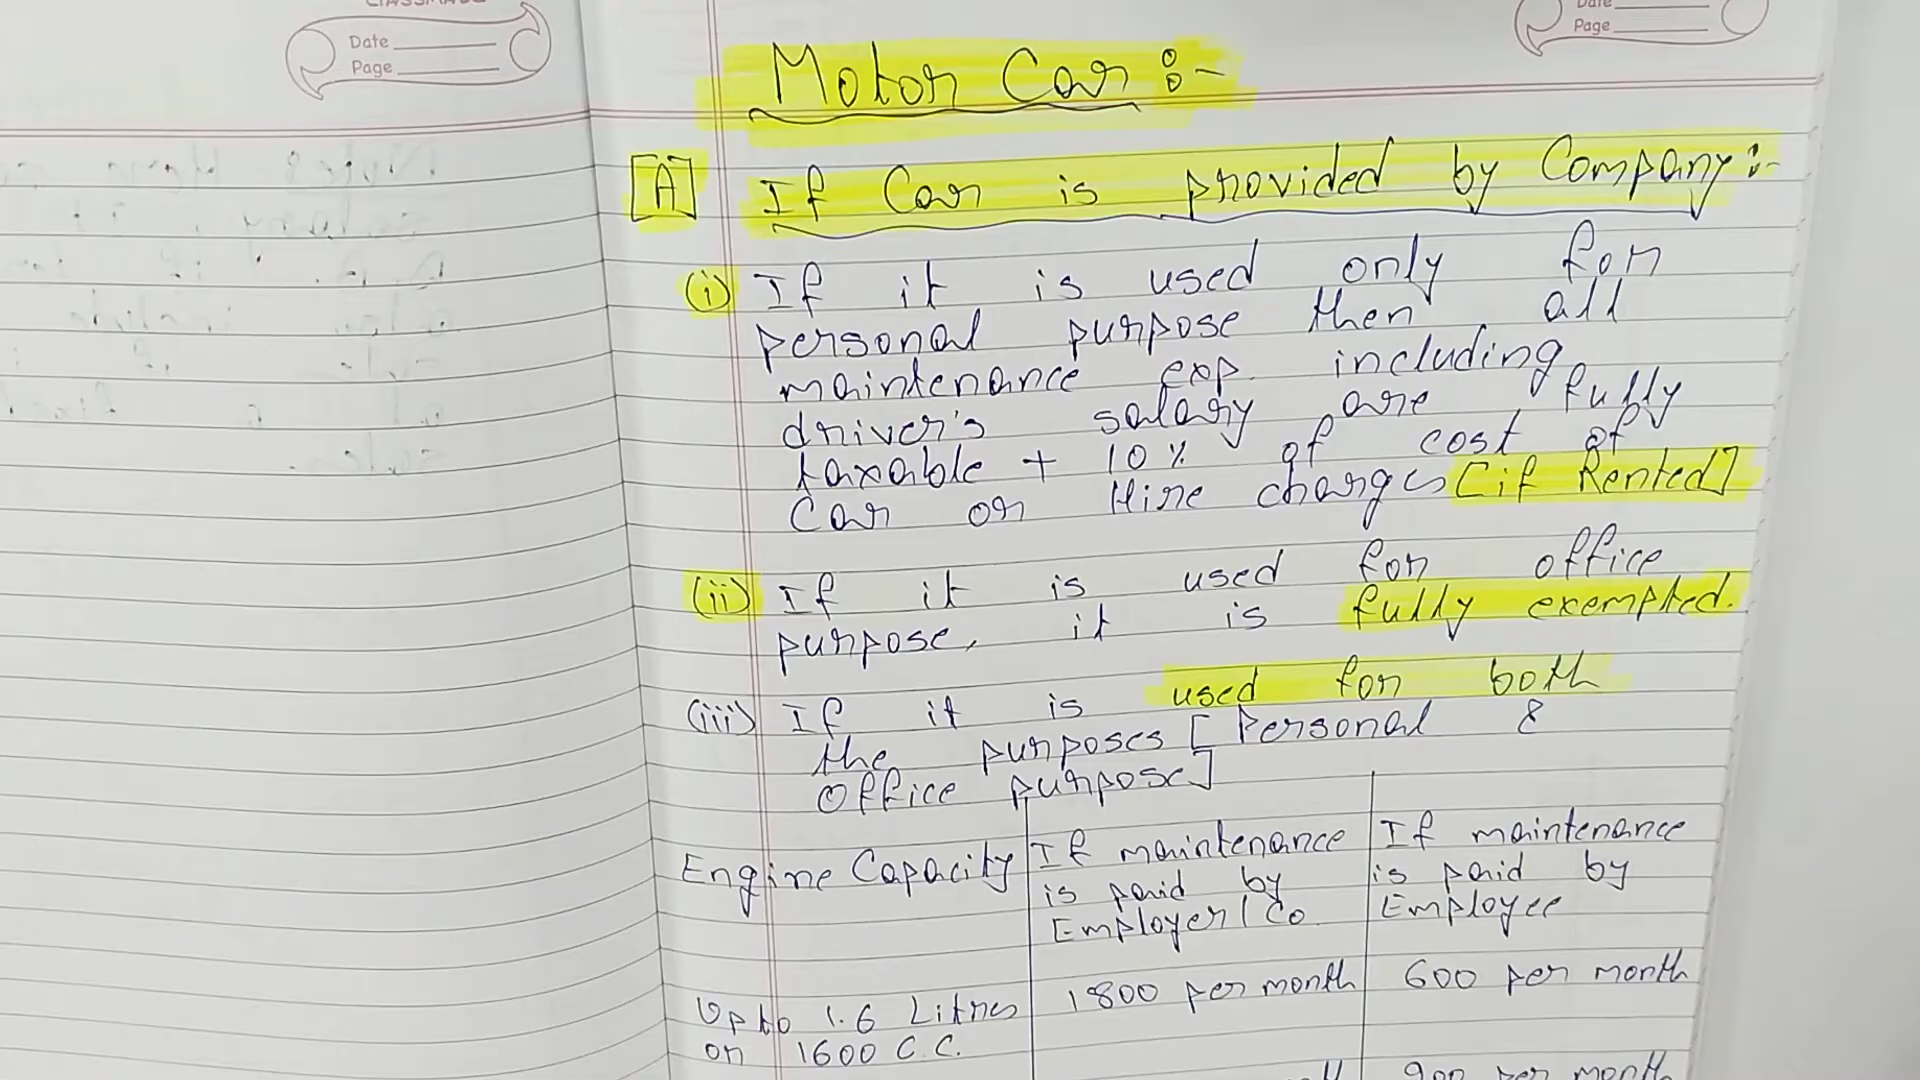 CLASSMATE
Date
Page
Date
Page
Motor Car :-
[A] If Car is provided by Company:-
(i) If it is used only for
personal purpose then all
maintenance exp. including
driver's salary are fully
taxable + 10% of cost of
Car or Hire charges [if Rented]
(ii) If it is used for office
purpose, it is fully exempted.
(iii) If it is used for both
the purposes [Personal &
Office purpose]
Engine Capacity
If maintenance
is paid by
Employer/Co
If maintenance
is paid by
Employee
Upto 1.6 Litres
or 1600 C.C.
1800 per month
600 per month
900 per month